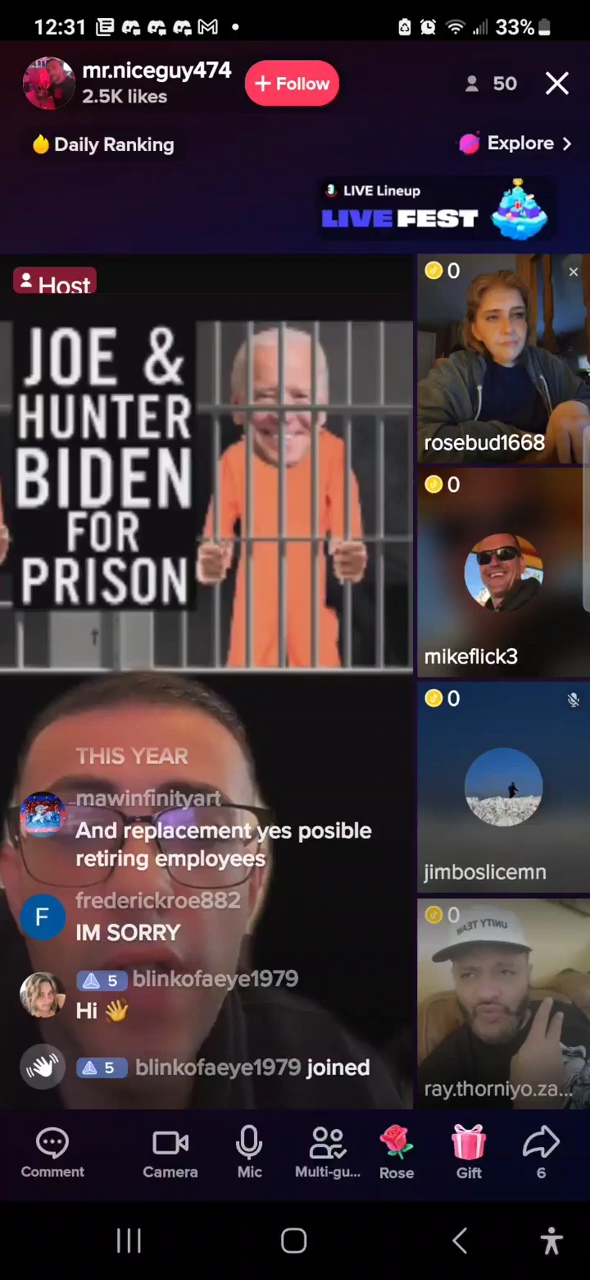 12:31
33%
mr.niceguy474
2.5K likes
+ Follow
50
Daily Ranking
Explore >
LIVE Lineup
LIVE FEST
Host
JOE &
HUNTER
BIDEN
FOR
PRISON
0
rosebud1668
0
mikeflick3
0
jimboslicemn
0
UNITY TEAM
ray.thorniyo.za...
THIS YEAR
mawinfinityart
And replacement yes posible
retiring employees
F
frederickroe882
IM SORRY
5 blinkofaeye1979
Hi 👋
5 blinkofaeye1979 joined
Comment
Camera
Mic
Multi-gu...
Rose
Gift
6